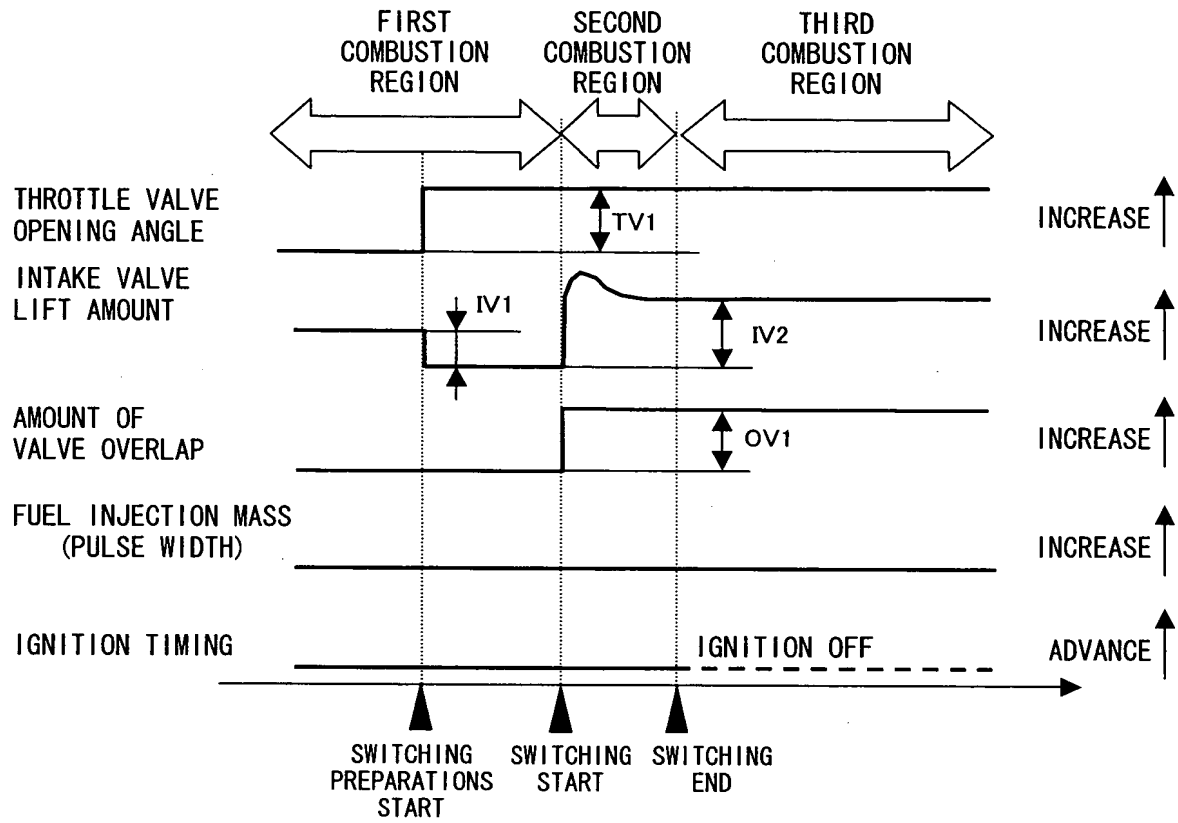 FIRST
COMBUSTION
REGION
SECOND
COMBUSTION
REGION
THIRD
COMBUSTION
REGION
THROTTLE VALVE
OPENING ANGLE
TV1
INCREASE
INTAKE VALVE
LIFT AMOUNT
IV1
IV2
INCREASE
AMOUNT OF
VALVE OVERLAP
OV1
INCREASE
FUEL INJECTION MASS
(PULSE WIDTH)
INCREASE
IGNITION TIMING
IGNITION OFF
ADVANCE
SWITCHING
PREPARATIONS
START
SWITCHING
START
SWITCHING
END